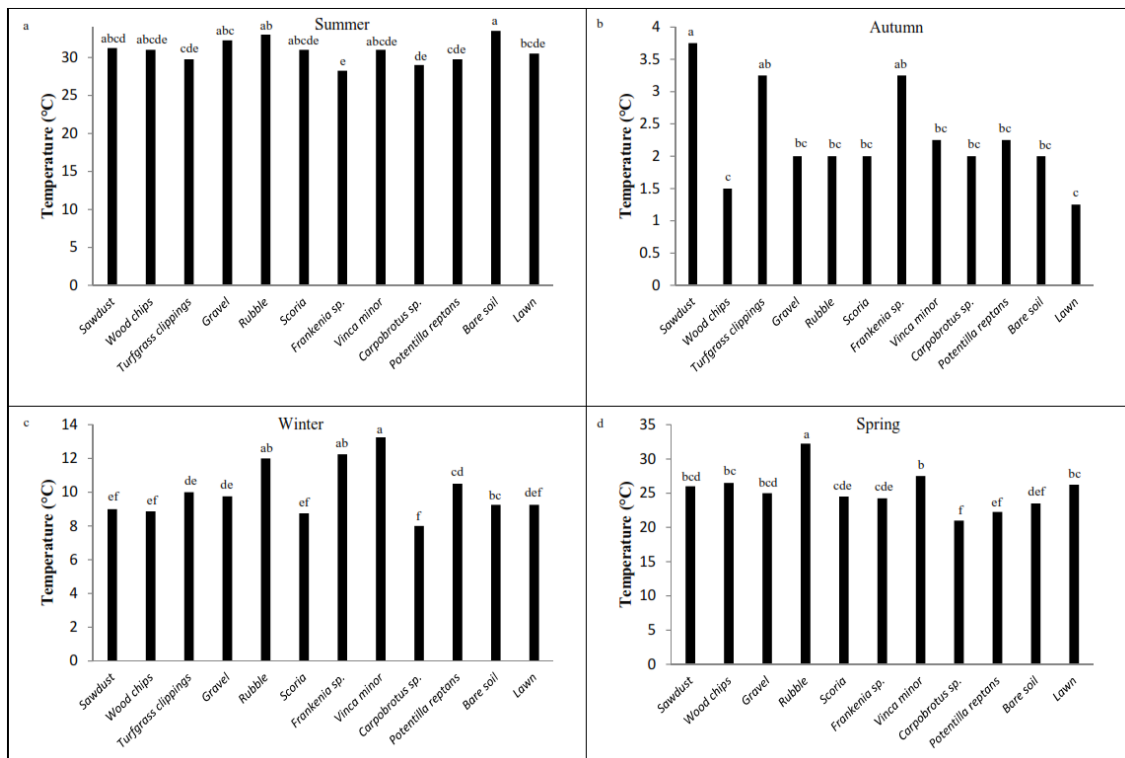 a
Summer
Temperature (°C)
35
30
25
20
15
10
5
0
abcd abcde cde abc ab abcde e abcde de cde a bcde
Sawdust
Wood chips
Turfgrass clippings
Gravel
Rubble
Scoria
Frankenia sp.
Vinca minor
Carpobrotus sp.
Potentilla reptans
Bare soil
Lawn
b
Autumn
Temperature (°C)
4
3.5
3
2.5
2
1.5
1
0.5
0
a c ab bc bc bc ab bc bc bc bc c
Sawdust
Wood chips
Turfgrass clippings
Gravel
Rubble
Scoria
Frankenia sp.
Vinca minor
Carpobrotus sp.
Potentilla reptans
Bare soil
Lawn
c
Winter
Temperature (°C)
14
12
10
8
6
4
2
0
ef ef de de ab ef ab a f cd bc def
Sawdust
Wood chips
Turfgrass clippings
Gravel
Rubble
Scoria
Frankenia sp.
Vinca minor
Carpobrotus sp.
Potentilla reptans
Bare soil
Lawn
d
Spring
Temperature (°C)
35
30
25
20
15
10
5
0
bcd bc bcd a cde cde b f ef def bc
Sawdust
Wood chips
Gravel
Rubble
Scoria
Frankenia sp.
Vinca minor
Carpobrotus sp.
Potentilla reptans
Bare soil
Lawn